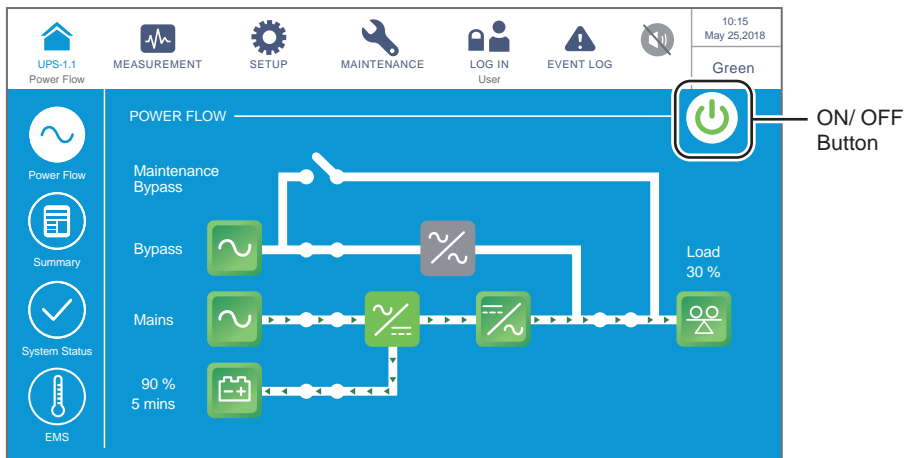 UPS-1.1
Power Flow
MEASUREMENT
SETUP
MAINTENANCE
LOG IN
User
EVENT LOG
10:15
May 25,2018
Green
ON/ OFF
Button
Power Flow
Summary
System Status
EMS
POWER FLOW
Maintenance
Bypass
Bypass
Load
30 %
Mains
90 %
5 mins